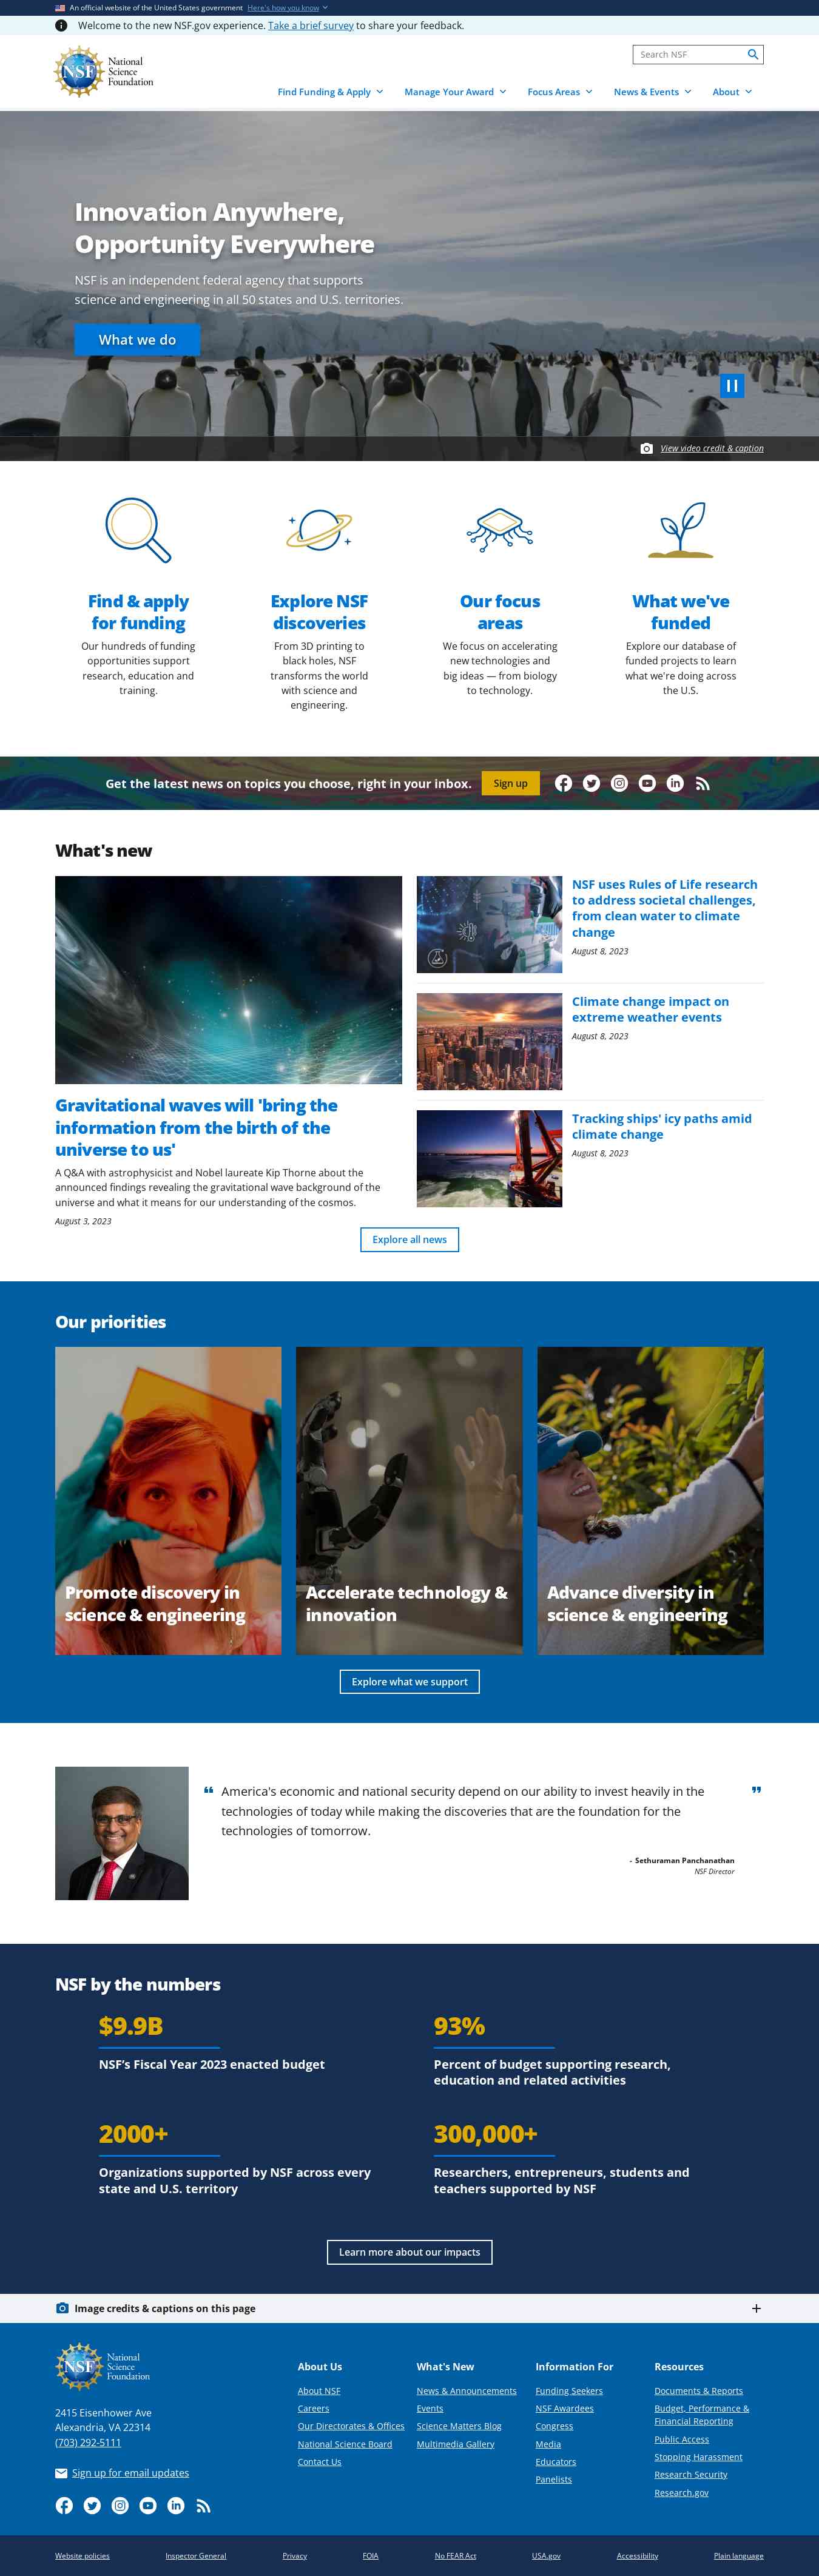 An official website of the United States government Here's how you know
Welcome to the new NSF.gov experience. Take a brief survey to share your feedback.
NSF
National
Science
Foundation
Search NSF
Find Funding & Apply
Manage Your Award
Focus Areas
News & Events
About
Innovation Anywhere,
Opportunity Everywhere
NSF is an independent federal agency that supports
science and engineering in all 50 states and U.S. territories.
What we do
View video credit & caption
Find & apply
for funding
Our hundreds of funding
opportunities support
research, education and
training.
Explore NSF
discoveries
From 3D printing to
black holes, NSF
transforms the world
with science and
engineering.
Our focus
areas
We focus on accelerating
new technologies and
big ideas — from biology
to technology.
What we've
funded
Explore our database of
funded projects to learn
what we're doing across
the U.S.
Get the latest news on topics you choose, right in your inbox.
Sign up
What's new
Gravitational waves will 'bring the
information from the birth of the
universe to us'
A Q&A with astrophysicist and Nobel laureate Kip Thorne about the
announced findings revealing the gravitational wave background of the
universe and what it means for our understanding of the cosmos.
August 3, 2023
NSF uses Rules of Life research
to address societal challenges,
from clean water to climate
change
August 8, 2023
Climate change impact on
extreme weather events
August 8, 2023
Tracking ships' icy paths amid
climate change
August 8, 2023
Explore all news
Our priorities
Promote discovery in
science & engineering
Accelerate technology &
innovation
Advance diversity in
science & engineering
Explore what we support
❝ America's economic and national security depend on our ability to invest heavily in the ❞
technologies of today while making the discoveries that are the foundation for the
technologies of tomorrow.
- Sethuraman Panchanathan
NSF Director
NSF by the numbers
$9.9B
NSF’s Fiscal Year 2023 enacted budget
93%
Percent of budget supporting research,
education and related activities
2000+
Organizations supported by NSF across every
state and U.S. territory
300,000+
Researchers, entrepreneurs, students and
teachers supported by NSF
Learn more about our impacts
Image credits & captions on this page
NSF
National
Science
Foundation
2415 Eisenhower Ave
Alexandria, VA 22314
(703) 292-5111
Sign up for email updates
About Us
About NSF
Careers
Our Directorates & Offices
National Science Board
Contact Us
What's New
News & Announcements
Events
Science Matters Blog
Multimedia Gallery
Information For
Funding Seekers
NSF Awardees
Congress
Media
Educators
Panelists
Resources
Documents & Reports
Budget, Performance &
Financial Reporting
Public Access
Stopping Harassment
Research Security
Research.gov
Website policies
Inspector General
Privacy
FOIA
No FEAR Act
USA.gov
Accessibility
Plain language